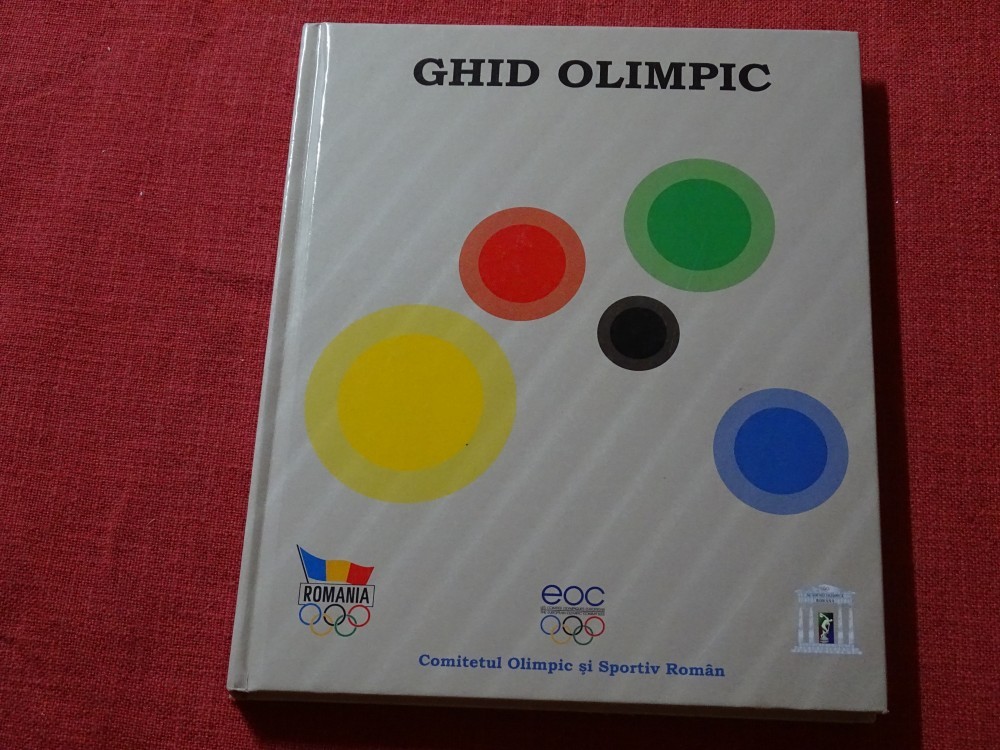 GHID OLIMPIC
ROMANIA
eoc
Comitetul Olimpic și Sportiv Român